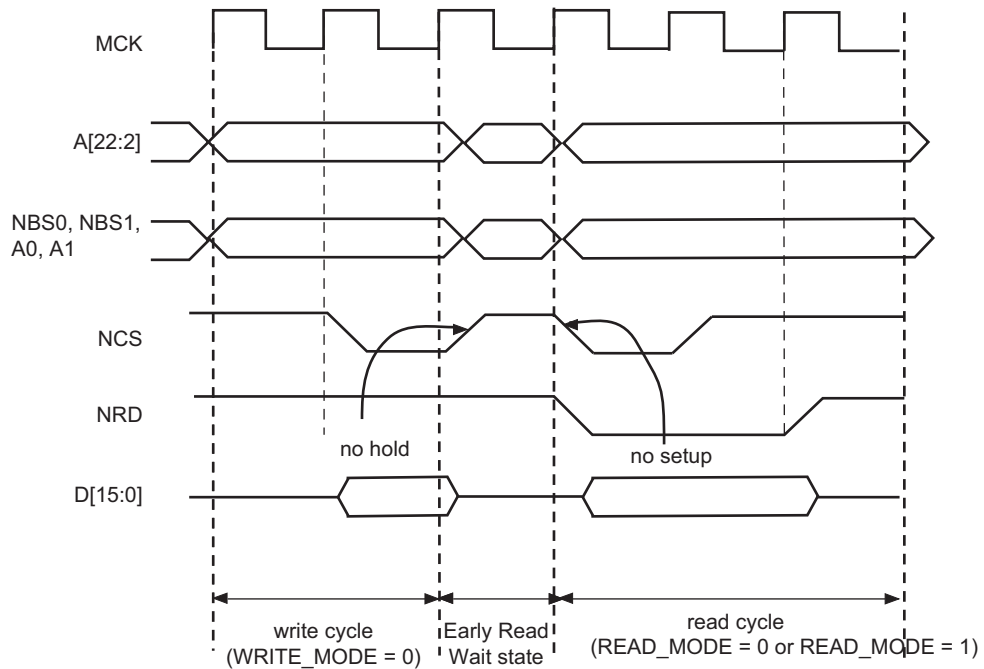 MCK
A[22:2]
NBS0, NBS1,
A0, A1
NCS
NRD
no hold
no setup
D[15:0]
write cycle
(WRITE_MODE = 0)
Early Read
Wait state
read cycle
(READ_MODE = 0 or READ_MODE = 1)